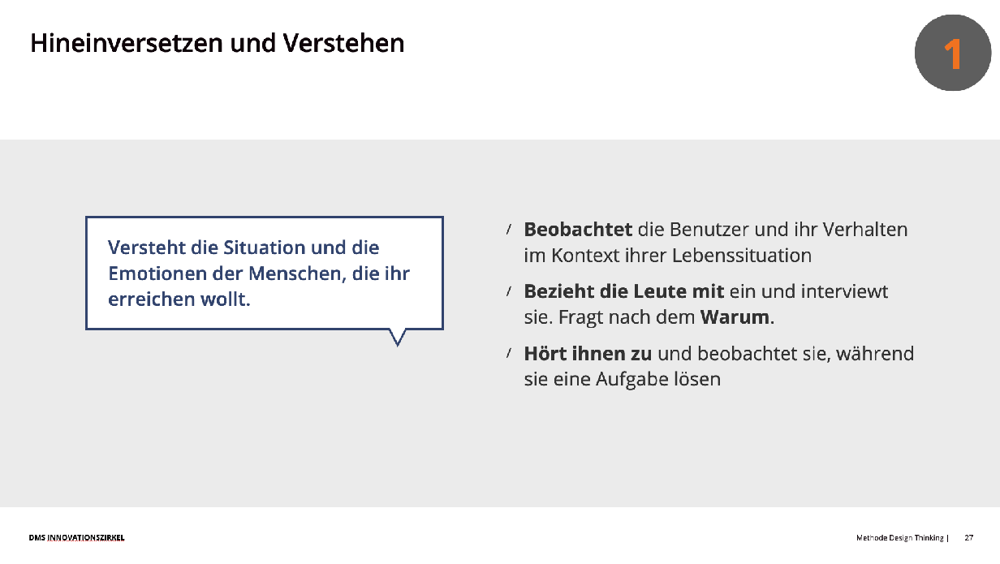 Hineinversetzen und Verstehen
1
Versteht die Situation und die
Emotionen der Menschen, die ihr
erreichen wollt.
/ Beobachtet die Benutzer und ihr Verhalten
im Kontext ihrer Lebenssituation
/ Bezieht die Leute mit ein und interviewt
sie. Fragt nach dem Warum.
/ Hört ihnen zu und beobachtet sie, während
sie eine Aufgabe lösen
DMS INNOVATIONSZIRKEL
Methode Design Thinking | 27